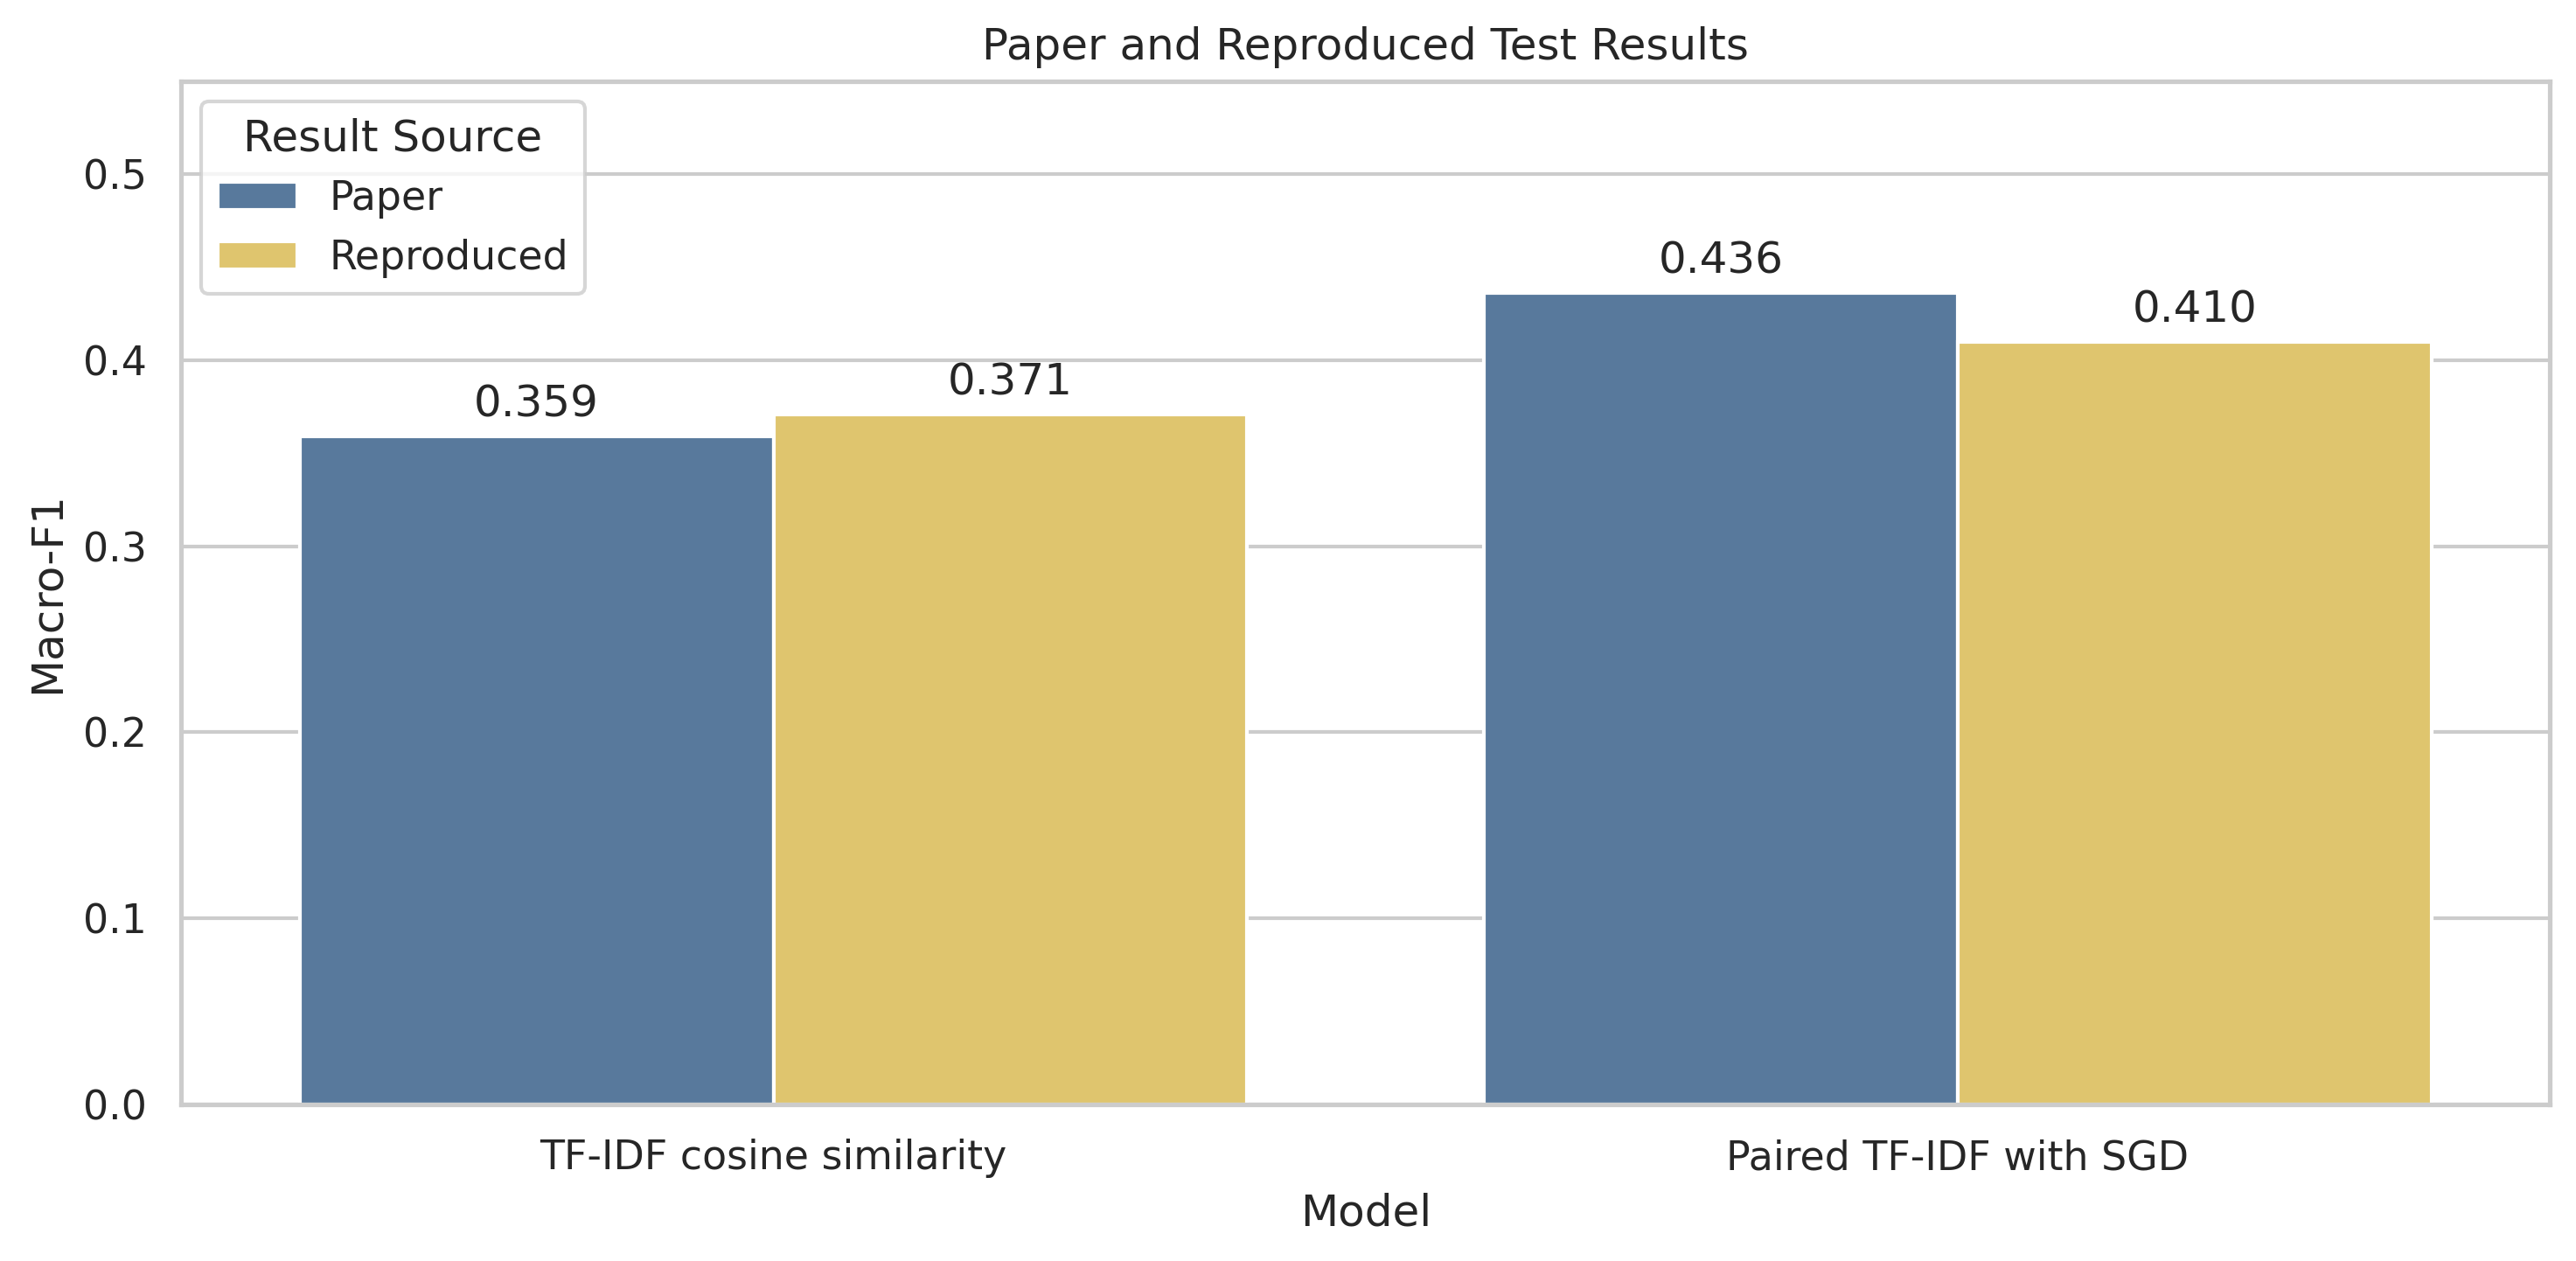 Paper and Reproduced Test Results
Result Source
Paper
Reproduced
0.5
0.4
0.3
0.2
0.1
0.0
Macro-F1
0.359
0.371
0.436
0.410
TF-IDF cosine similarity
Paired TF-IDF with SGD
Model